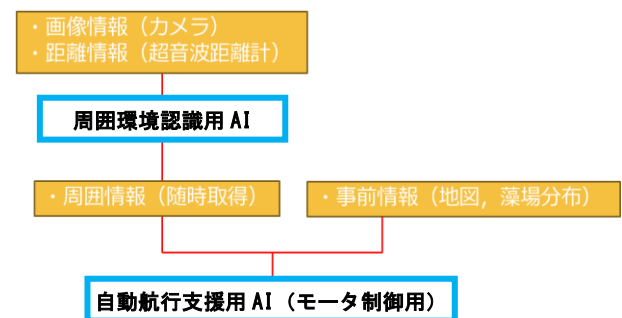 ・画像情報（カメラ）
・距離情報（超音波距離計）
周囲環境認識用 AI
・周囲情報（随時取得）
・事前情報（地図，藻場分布）
自動航行支援用 AI（モータ制御用）